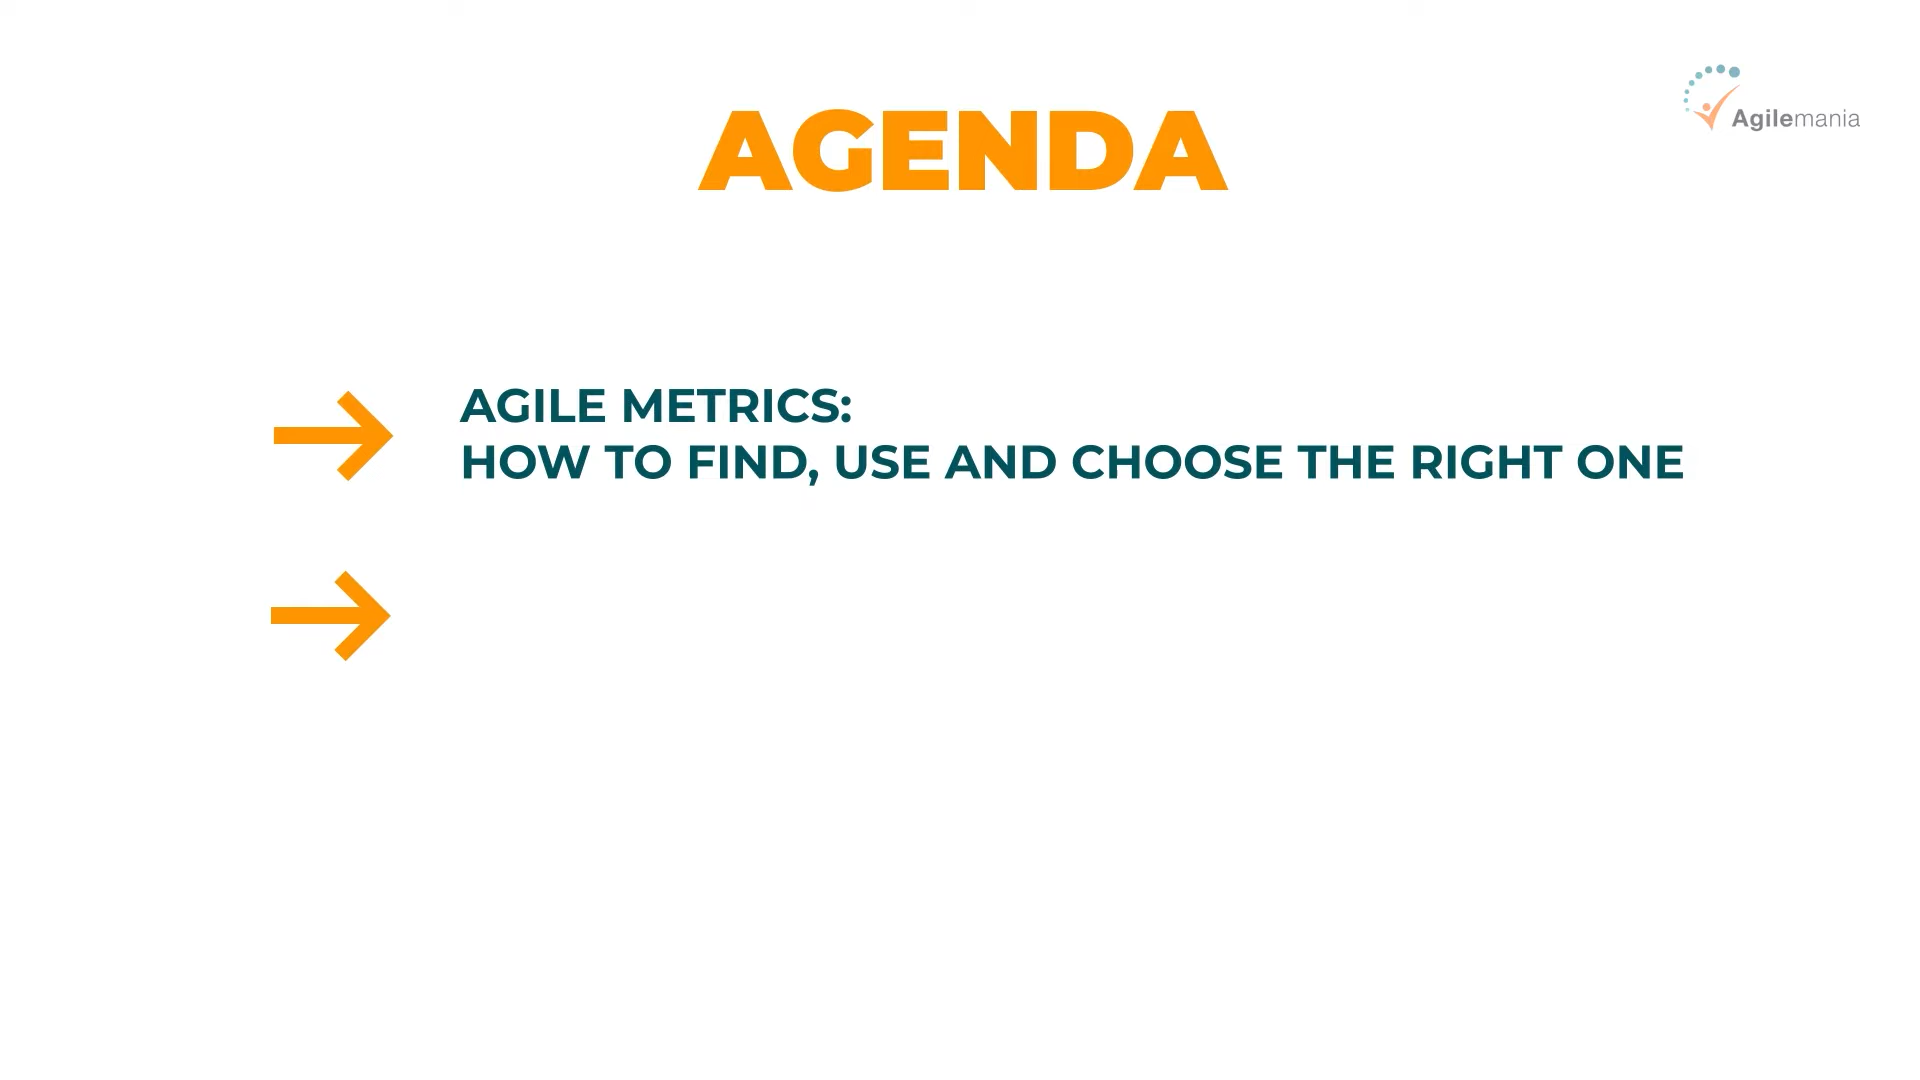 AGENDA
Agilemania
AGILE METRICS:
HOW TO FIND, USE AND CHOOSE THE RIGHT ONE